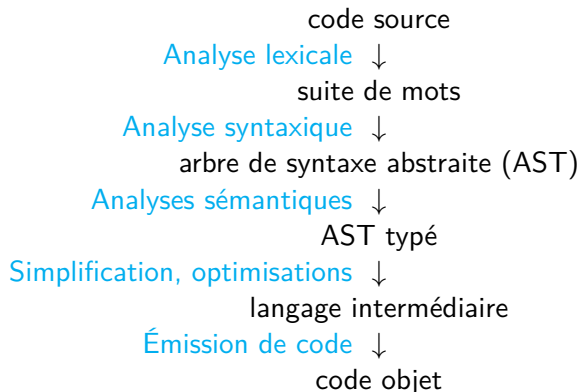 code source
Analyse lexicale ↓
suite de mots
Analyse syntaxique ↓
arbre de syntaxe abstraite (AST)
Analyses sémantiques ↓
AST typé
Simplification, optimisations ↓
langage intermédiaire
Émission de code ↓
code objet